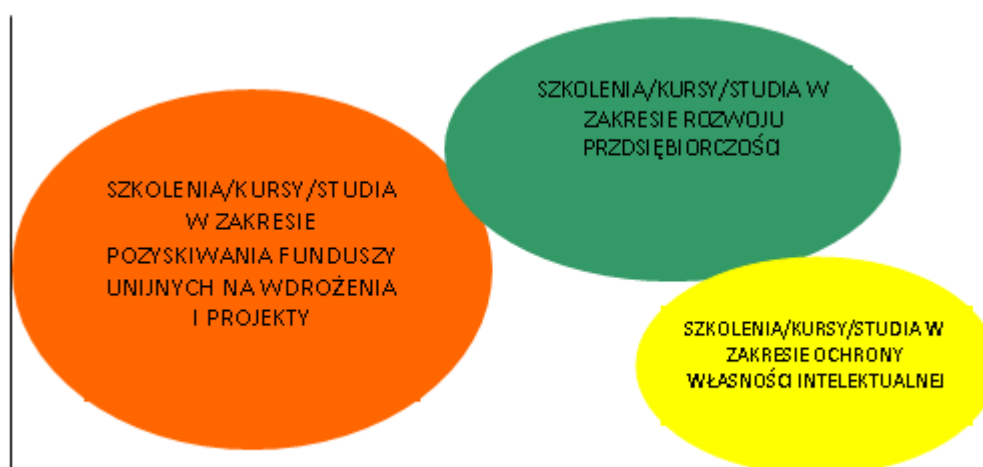 SZKOLENIA/KURSY/STUDIA W
ZAKRESIE ROZWOJU
PRZDSIĘBIORCZOŚCI
SZKOLENIA/KURSY/STUDIA
W ZAKRESIE
POZYSKIWANIA FUNDUSZY
UNIJNYCH NA WDROŻENIA
I PROJEKTY
SZKOLENIA/KURSY/STUDIA W
ZAKRESIE OCHRONY
WŁASNOŚCI INTELEKTUALNEJ